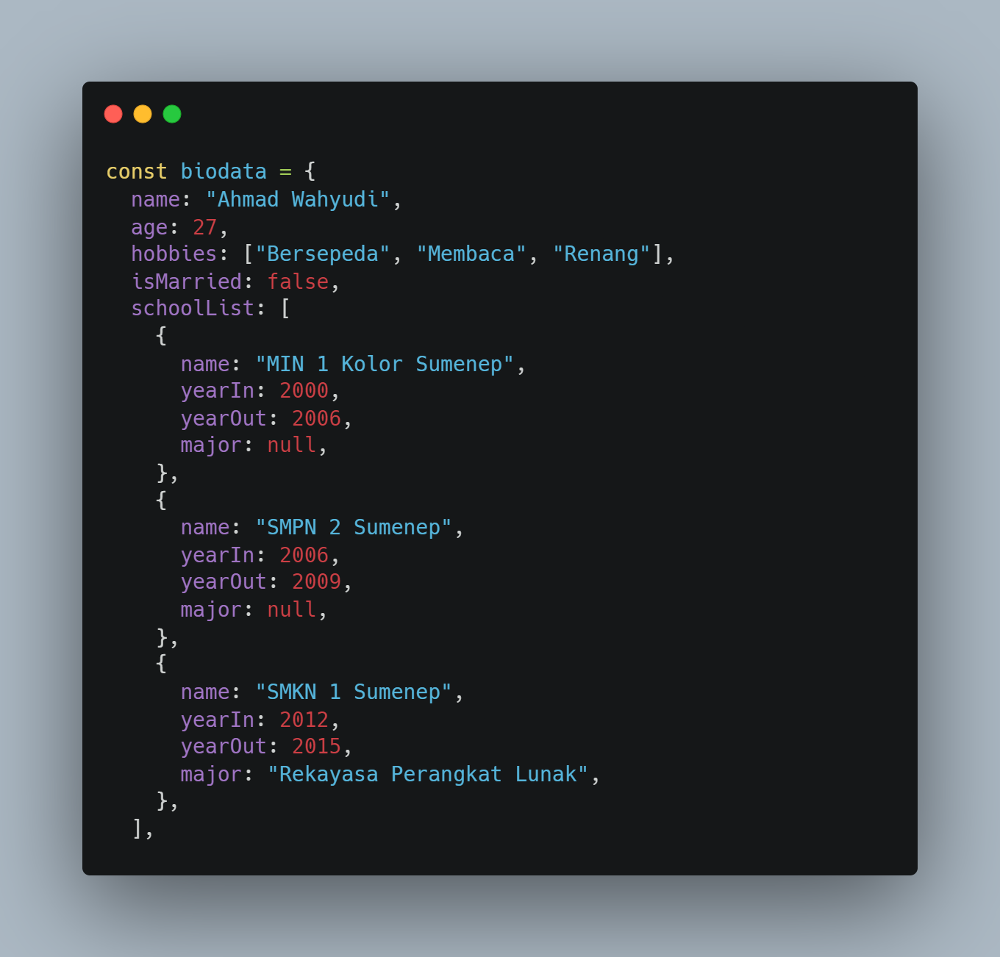 const biodata = {
  name: "Ahmad Wahyudi",
  age: 27,
  hobbies: ["Bersepeda", "Membaca", "Renang"],
  isMarried: false,
  schoolList: [
    {
      name: "MIN 1 Kolor Sumenep",
      yearIn: 2000,
      yearOut: 2006,
      major: null,
    },
    {
      name: "SMPN 2 Sumenep",
      yearIn: 2006,
      yearOut: 2009,
      major: null,
    },
    {
      name: "SMKN 1 Sumenep",
      yearIn: 2012,
      yearOut: 2015,
      major: "Rekayasa Perangkat Lunak",
    },
  ],